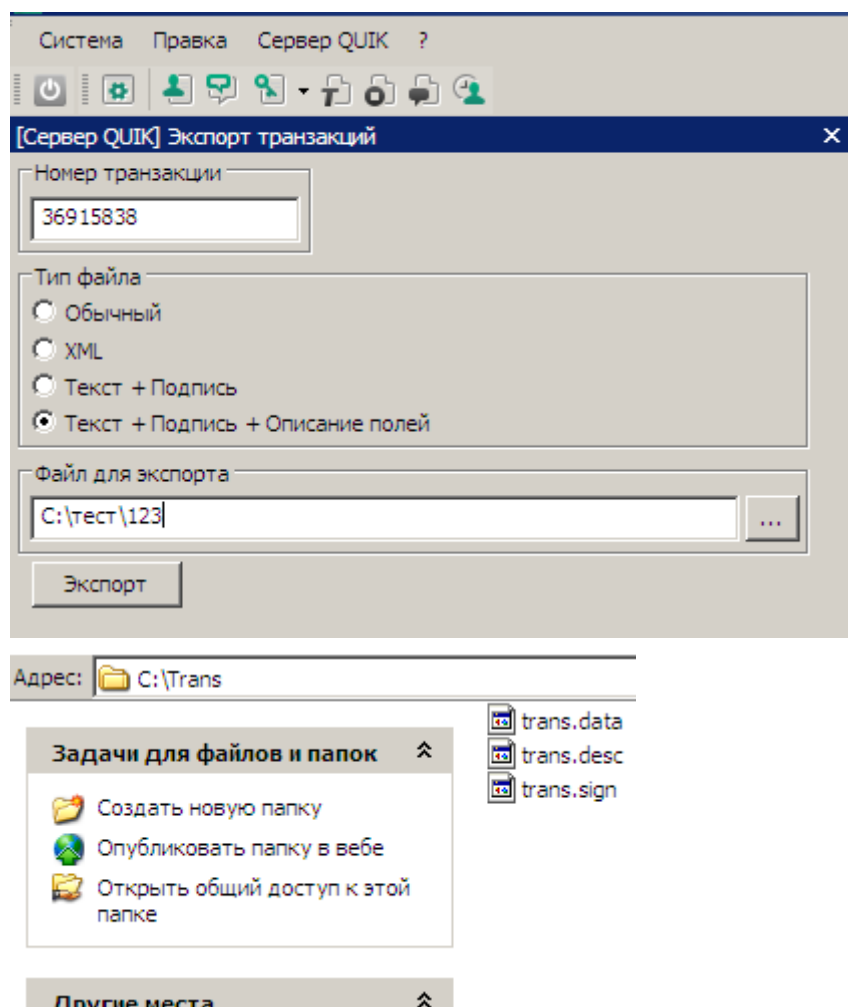 Система Правка Сервер QUIK ?
[Сервер QUIK] Экспорт транзакций
Номер транзакции
36915838
Тип файла
Обычный
XML
Текст + Подпись
Текст + Подпись + Описание полей
Файл для экспорта
C:\тест\123
...
Экспорт
Адрес: C:\Trans
trans.data
Задачи для файлов и папок
trans.desc
trans.sign
Создать новую папку
Опубликовать папку в вебе
Открыть общий доступ к этой
папке
Другие места